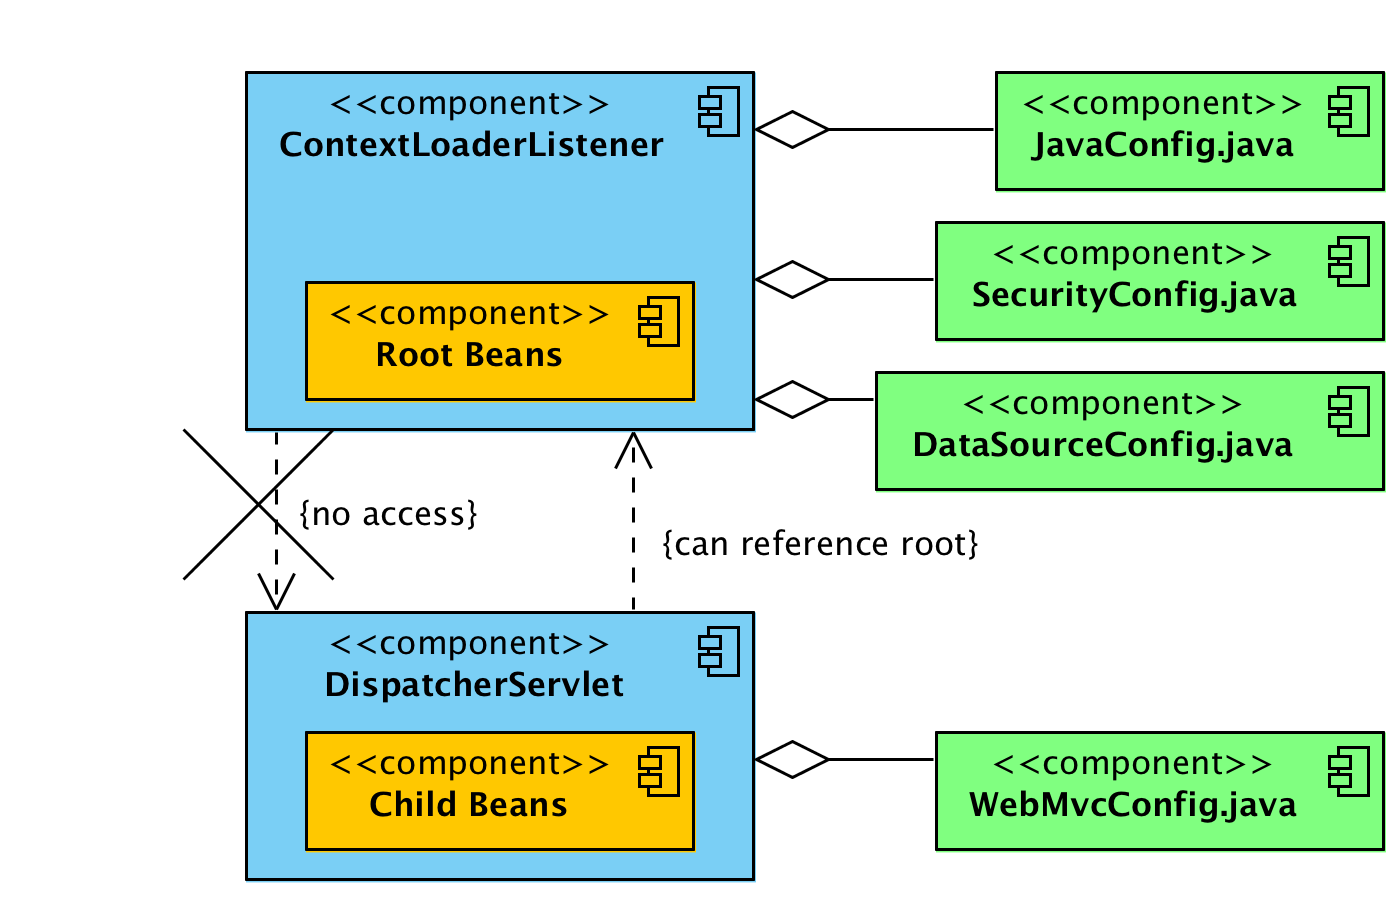 <<component>>
ContextLoaderListener
<<component>>
JavaConfig.java
<<component>>
SecurityConfig.java
<<component>>
Root Beans
<<component>>
DataSourceConfig.java
{no access}
{can reference root}
<<component>>
DispatcherServlet
<<component>>
Child Beans
<<component>>
WebMvcConfig.java